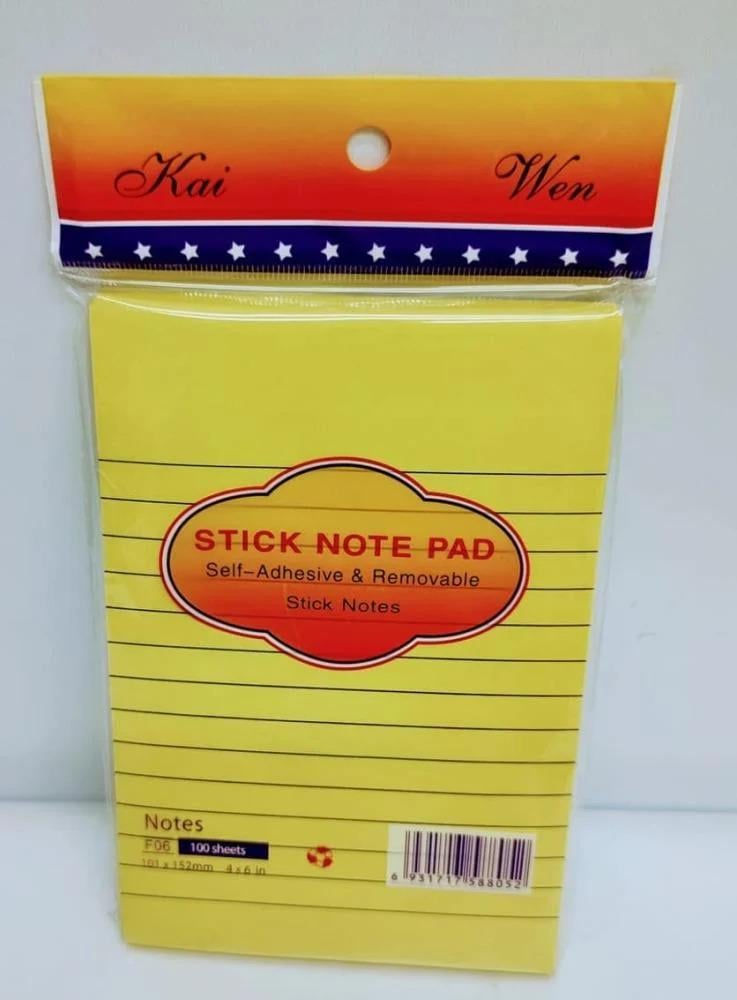 Kai Wen
STICK NOTE PAD
Self-Adhesive & Removable
Stick Notes
Notes
F06 100 sheets
101 x 152mm 4 x 6 in
6 931717 588052